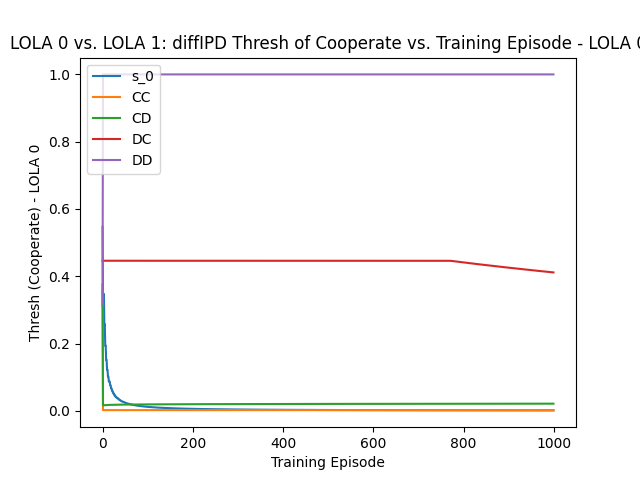 LOLA 0 vs. LOLA 1: diffIPD Thresh of Cooperate vs. Training Episode - LOLA 0
Thresh (Cooperate) - LOLA 0
1.0
0.8
0.6
0.4
0.2
0.0
s_0
CC
CD
DC
DD
0 200 400 600 800 1000
Training Episode